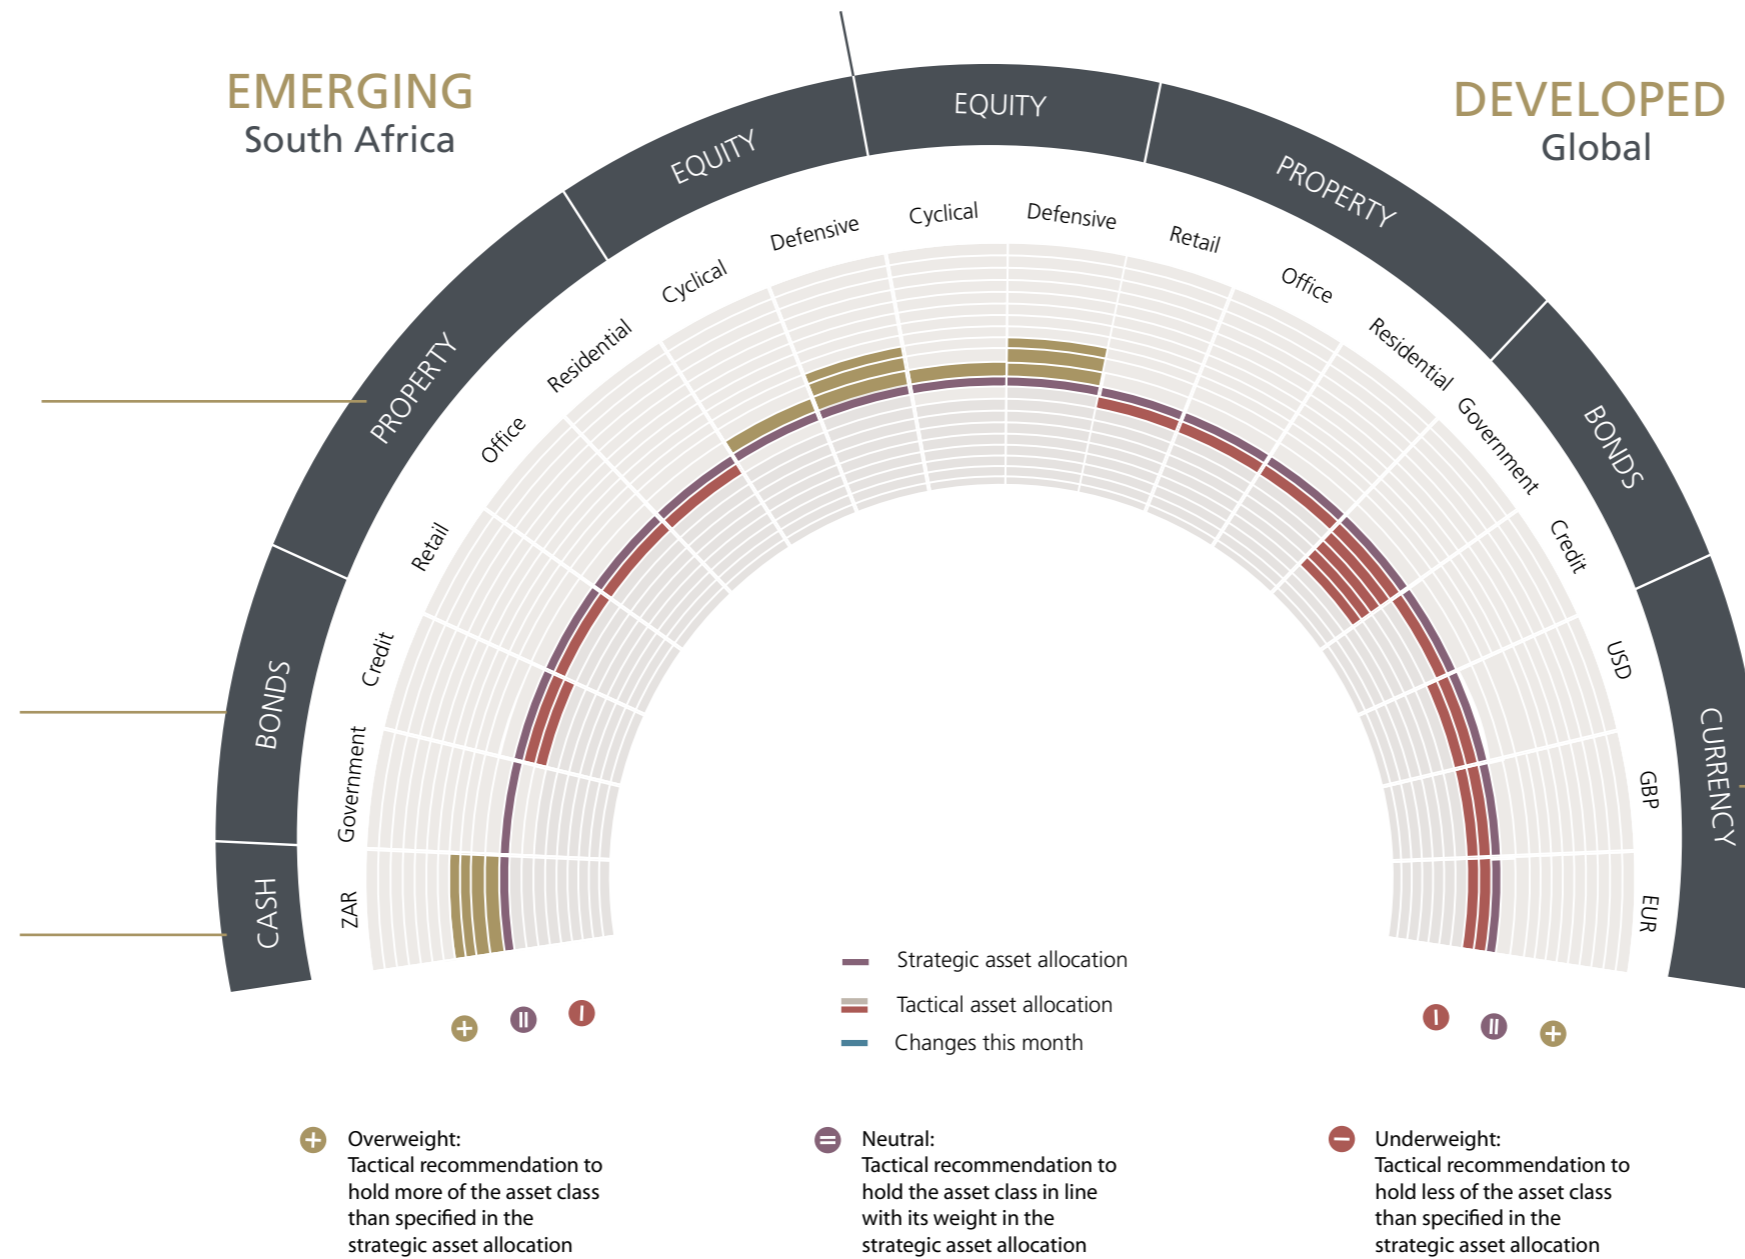 EMERGING
South Africa
DEVELOPED
Global
CASH
BONDS
PROPERTY
EQUITY
EQUITY
PROPERTY
BONDS
CURRENCY
ZAR
Government
Credit
Retail
Office
Residential
Cyclical
Defensive
Cyclical
Defensive
Retail
Office
Residential
Government
Credit
USD
GBP
EUR
Strategic asset allocation
Tactical asset allocation
Changes this month
Overweight:
Tactical recommendation to
hold more of the asset class
than specified in the
strategic asset allocation
Neutral:
Tactical recommendation to
hold the asset class in line
with its weight in the
strategic asset allocation
Underweight:
Tactical recommendation to
hold less of the asset class
than specified in the
strategic asset allocation